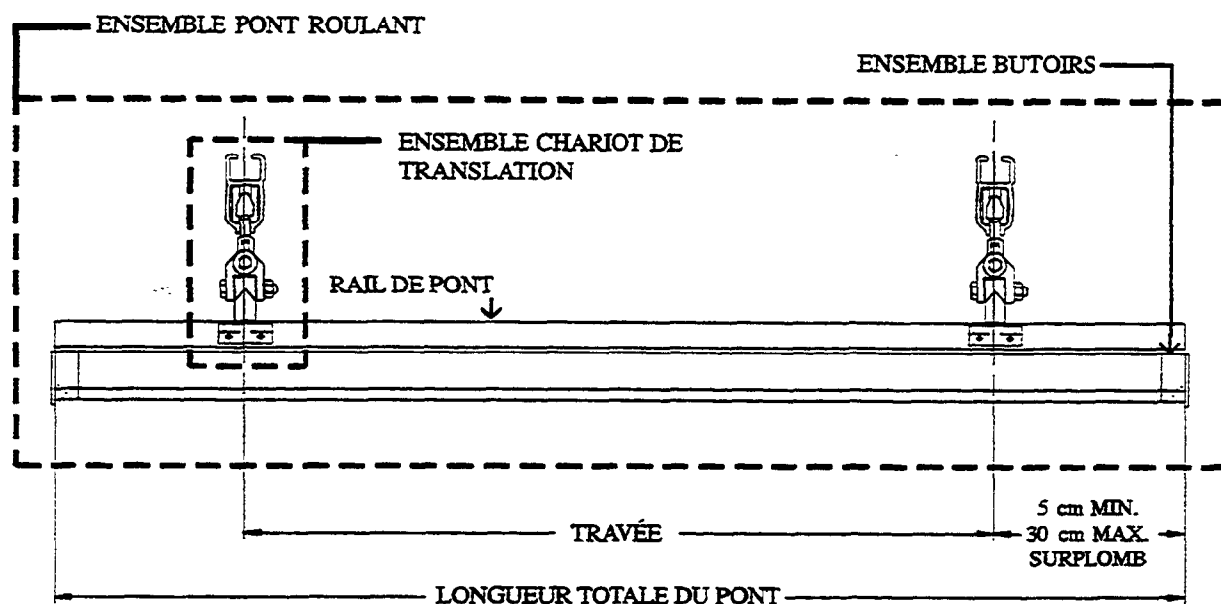 ENSEMBLE PONT ROULANT
ENSEMBLE BUTOIRS
ENSEMBLE CHARIOT DE
TRANSLATION
RAIL DE PONT
5 cm MIN.
30 cm MAX.
SURPLOMB
TRAVÉE
LONGUEUR TOTALE DU PONT